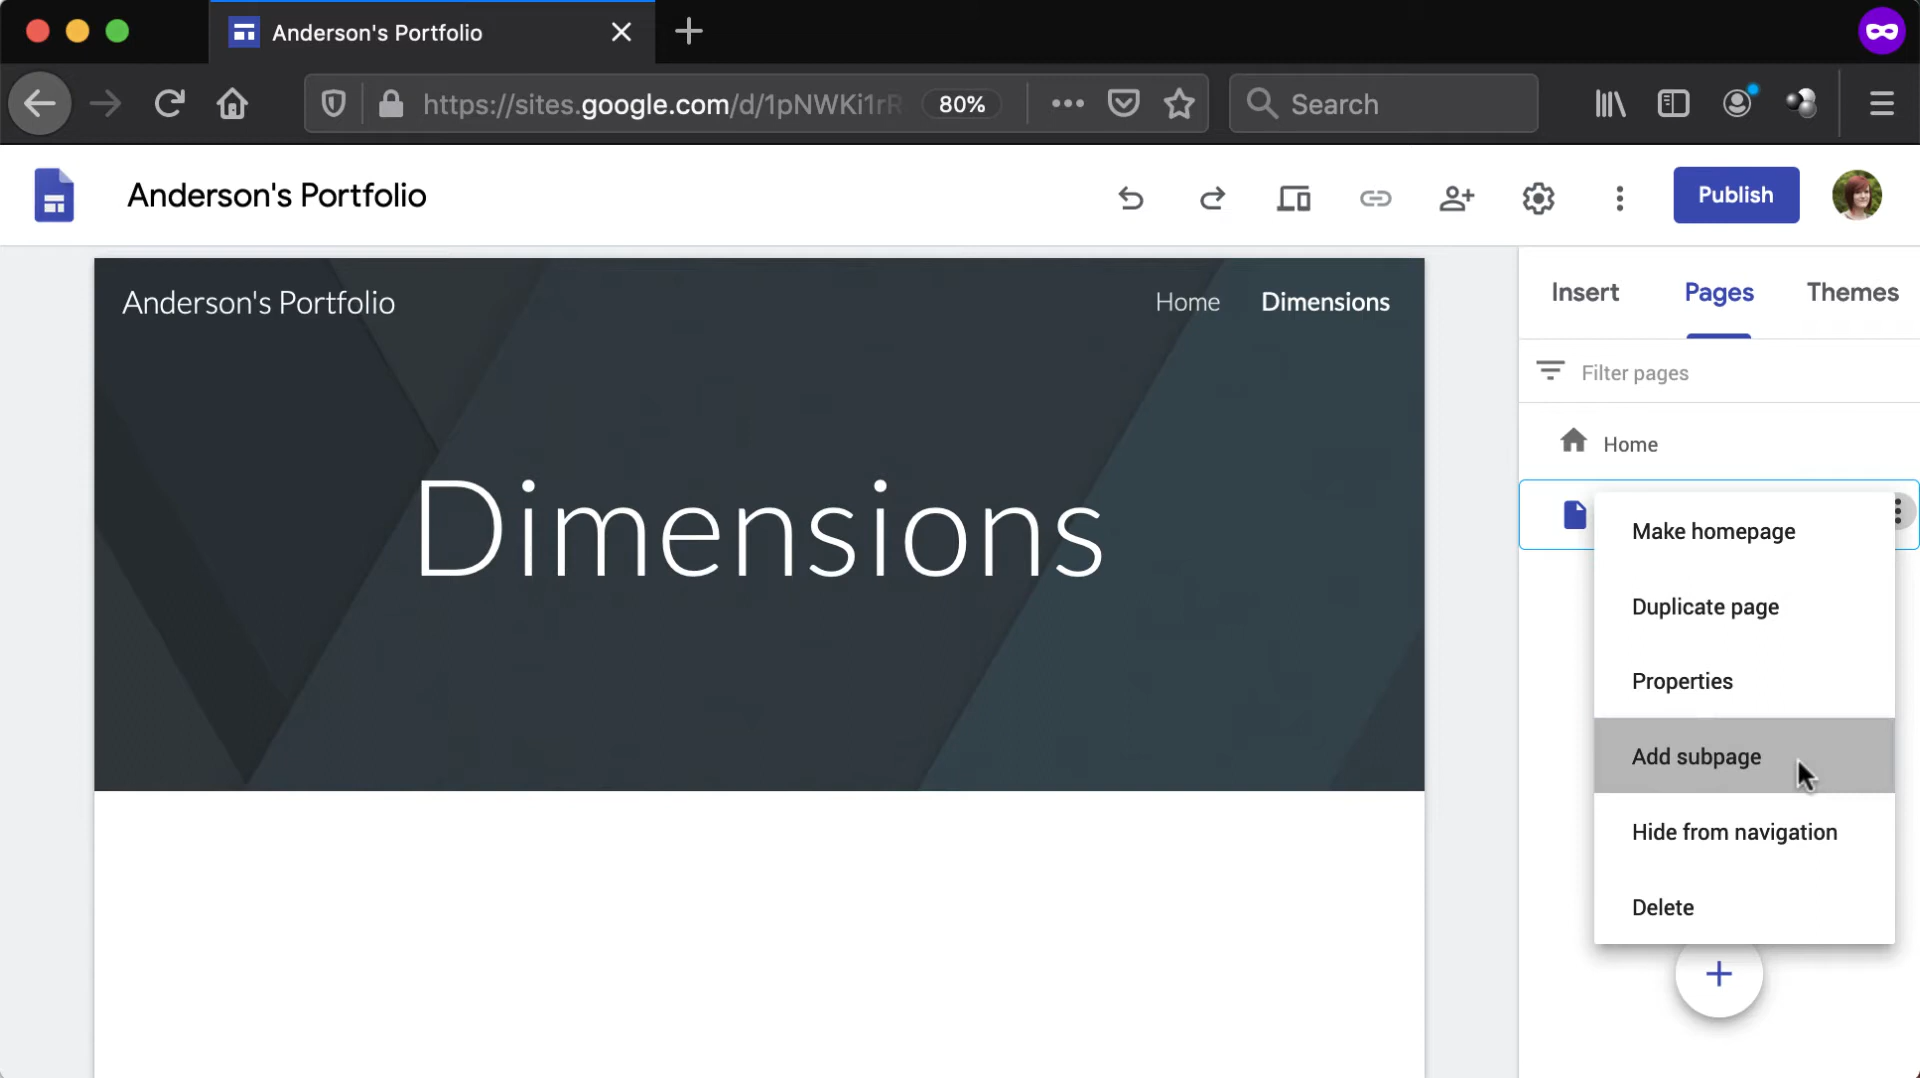 Anderson's Portfolio
https://sites.google.com/d/1pNWKi1rR
80%
Search
Anderson's Portfolio
Publish
Anderson's Portfolio
Home
Dimensions
Insert
Pages
Themes
Filter pages
Home
Dimensions
Make homepage
Duplicate page
Properties
Add subpage
Hide from navigation
Delete